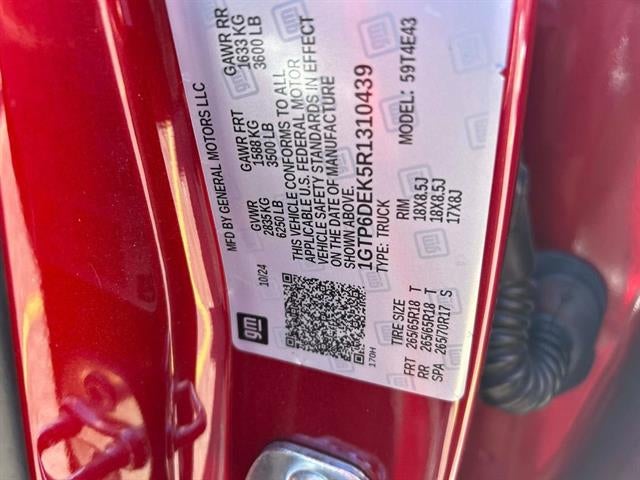 MFD BY GENERAL MOTORS LLC
10/24
GVWR
2835 KG
6250 LB
GAWR FRT
1588 KG
3500 LB
GAWR RR
1633 KG
3600 LB
THIS VEHICLE CONFORMS TO ALL
APPLICABLE U.S. FEDERAL MOTOR
VEHICLE SAFETY STANDARDS IN EFFECT
ON THE DATE OF MANUFACTURE
SHOWN ABOVE.
1GTP6DEK5R1310439
TYPE: TRUCK
MODEL: 59T4E43
TIRE SIZE RIM
FRT 265/65R18 T 18X8.5J
RR 265/65R18 T 18X8.5J
SPA 265/70R17 S 17X8J
gm
170H